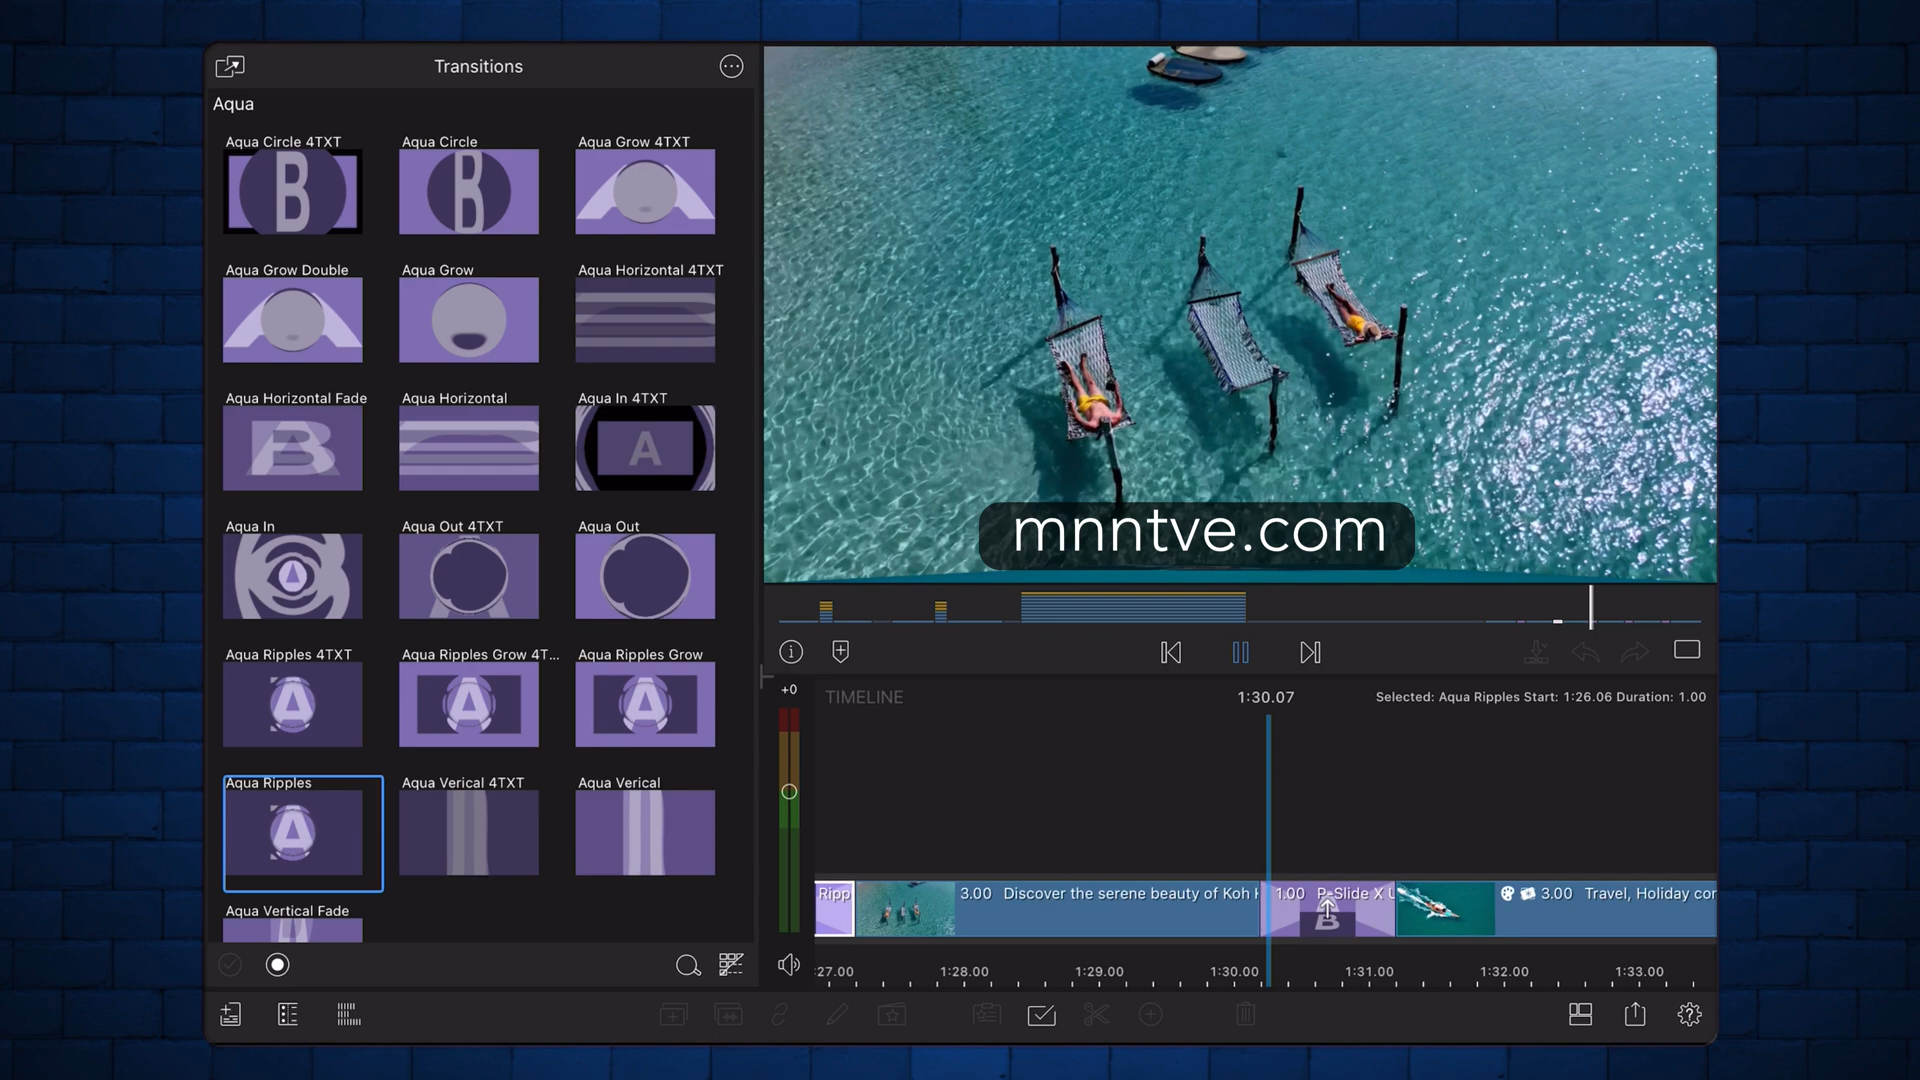 Transitions
Aqua
Aqua Circle 4TXT
Aqua Circle
Aqua Grow 4TXT
Aqua Grow Double
Aqua Grow
Aqua Horizontal 4TXT
Aqua Horizontal Fade
Aqua Horizontal
Aqua In 4TXT
Aqua In
Aqua Out 4TXT
Aqua Out
Aqua Ripples 4TXT
Aqua Ripples Grow 4T...
Aqua Ripples Grow
Aqua Ripples
Aqua Verical 4TXT
Aqua Verical
Aqua Vertical Fade
B
B
B
A
A
A
A
A
A
mnntve.com
+0
TIMELINE
1:30.07
Selected: Aqua Ripples Start: 1:26.06 Duration: 1.00
Ripp
3.00 Discover the serene beauty of Koh
1.00 P-Slide X
B
3.00 Travel, Holiday cor
:27.00
1:28.00
1:29.00
1:30.00
1:31.00
1:32.00
1:33.00